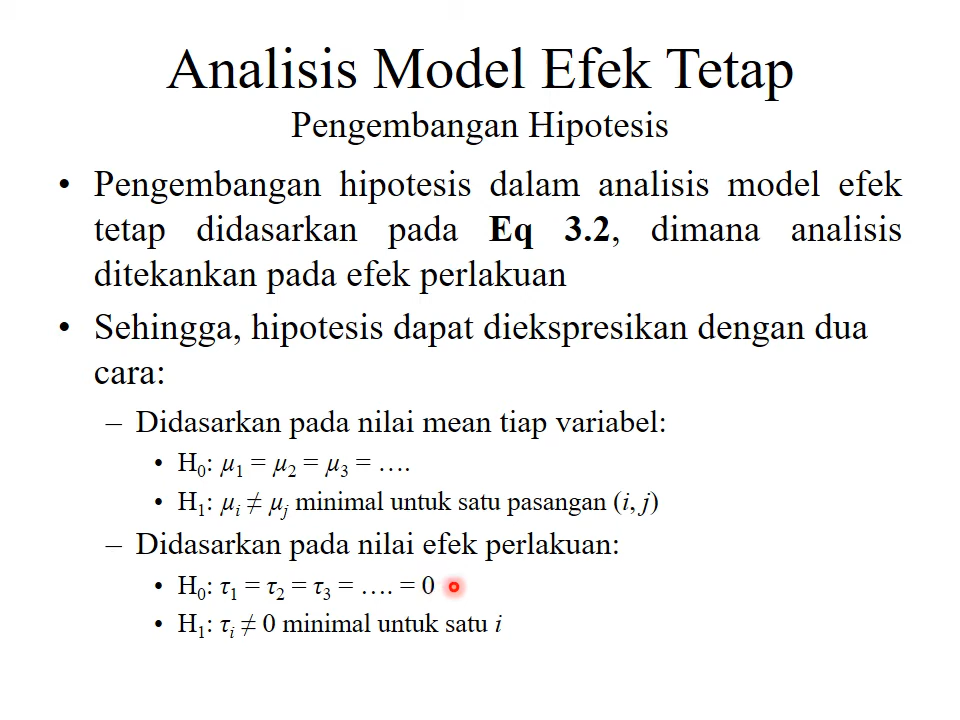 Analisis Model Efek Tetap
Pengembangan Hipotesis
• Pengembangan hipotesis dalam analisis model efek
tetap didasarkan pada Eq 3.2, dimana analisis
ditekankan pada efek perlakuan
• Sehingga, hipotesis dapat diekspresikan dengan dua
cara:
– Didasarkan pada nilai mean tiap variabel:
• H₀: μ₁ = μ₂ = μ₃ = ….
• H₁: μᵢ ≠ μⱼ minimal untuk satu pasangan (i, j)
– Didasarkan pada nilai efek perlakuan:
• H₀: τ₁ = τ₂ = τ₃ = …. = 0
• H₁: τᵢ ≠ 0 minimal untuk satu i